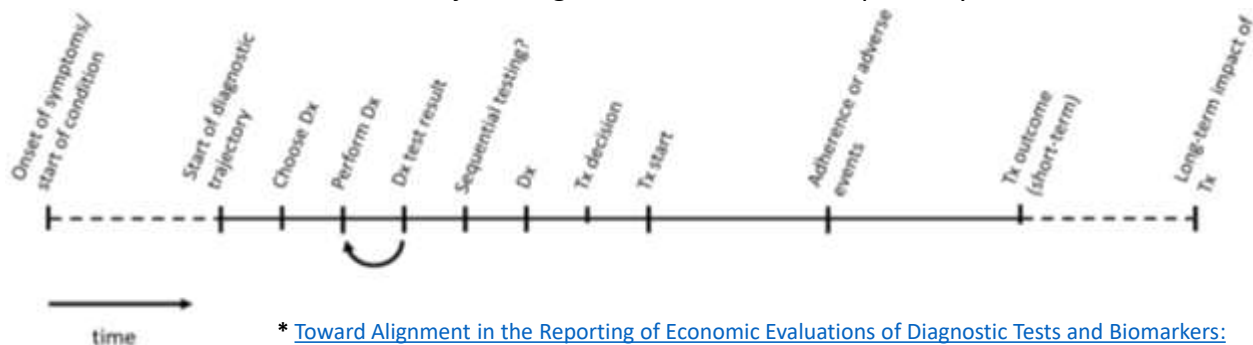 Onset of symptoms/
start of condition
Start of diagnostic
trajectory
Choose Dx
Perform Dx
Dx test result
Sequential testing?
Dx
Tx decision
Tx start
Adherence or adverse
events
Tx outcome
(short-term)
Long-term impact of
Tx
time
* Toward Alignment in the Reporting of Economic Evaluations of Diagnostic Tests and Biomarkers: